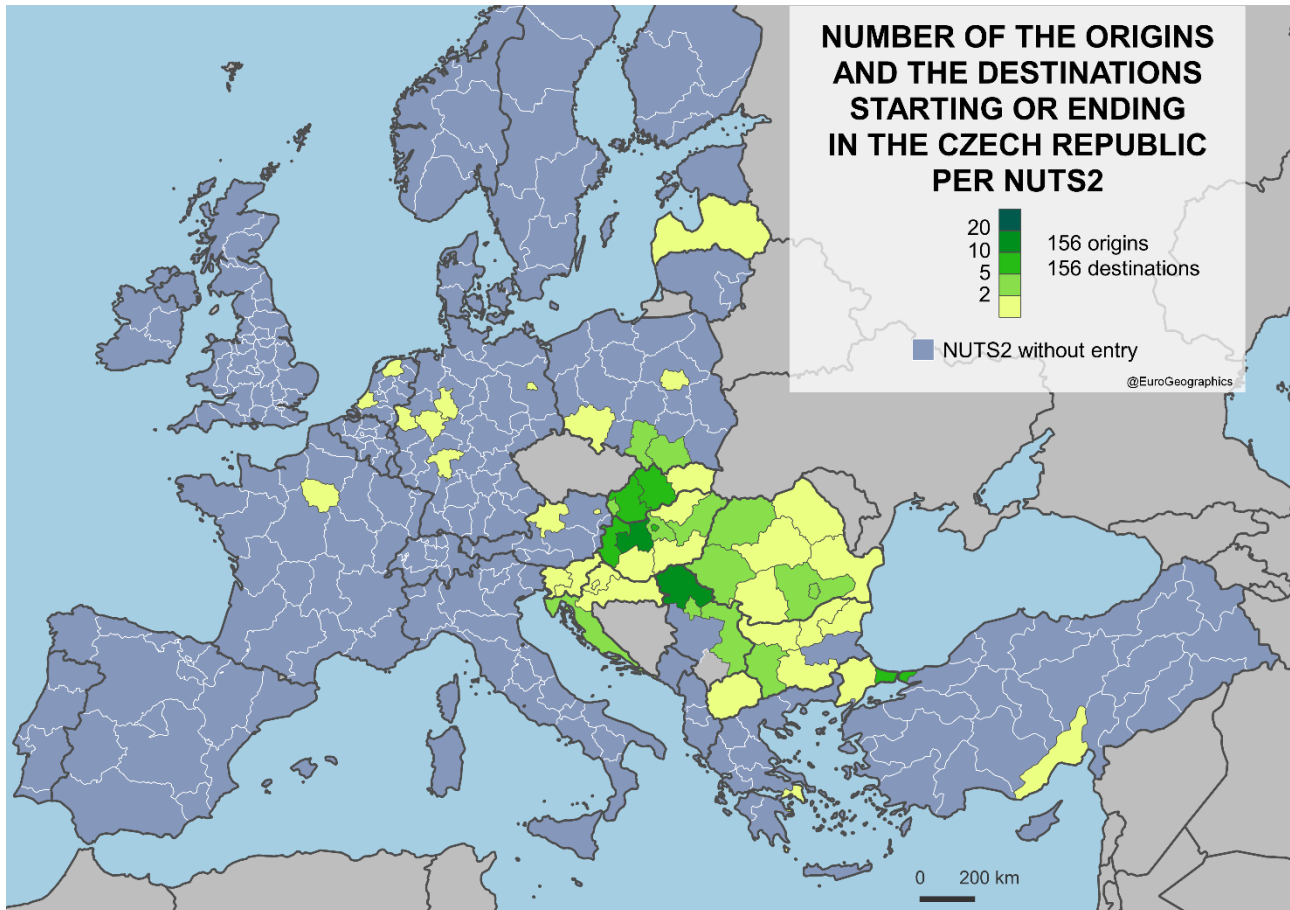 NUMBER OF THE ORIGINS
AND THE DESTINATIONS
STARTING OR ENDING
IN THE CZECH REPUBLIC
PER NUTS2
20
10
5
2
156 origins
156 destinations
NUTS2 without entry
@EuroGeographics
0 200 km